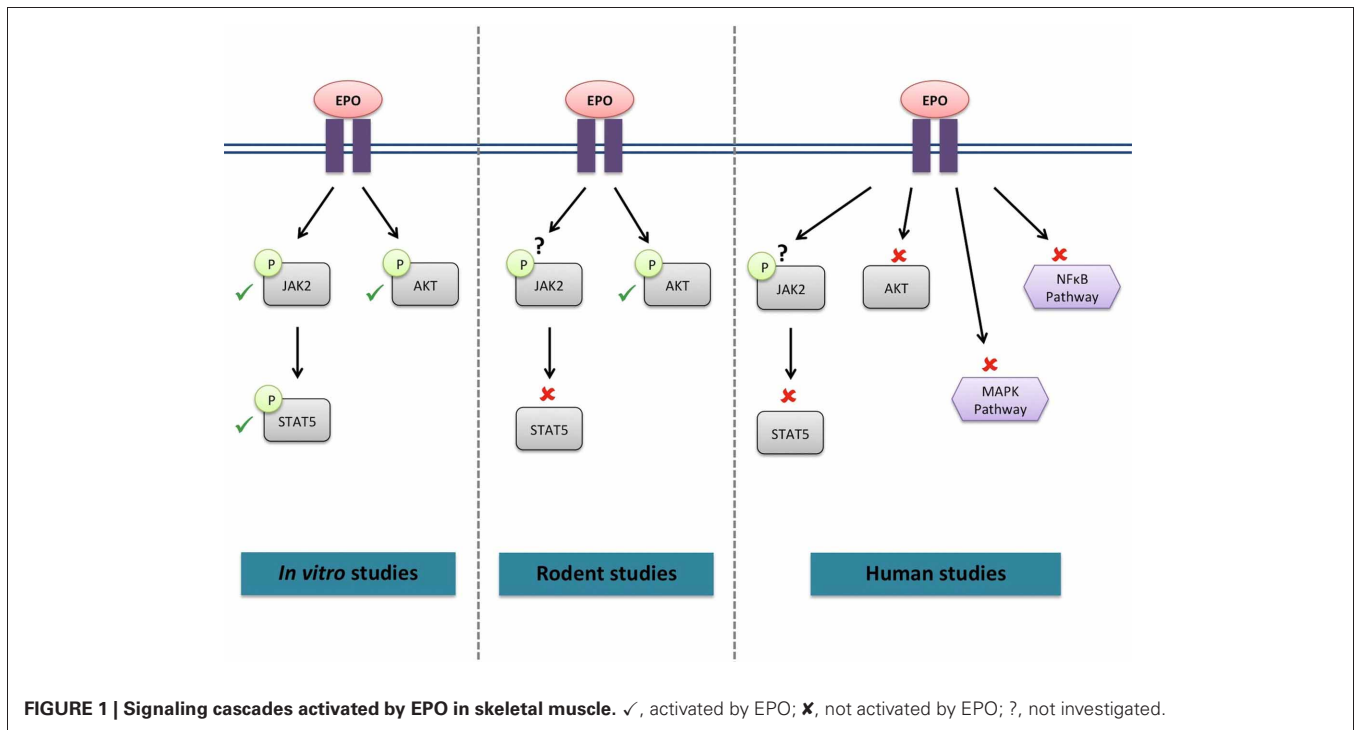 EPO
P
JAK2
✓
P
AKT
✓
P
STAT5
✓
In vitro studies
EPO
?
P
JAK2
P
AKT
✓
✘
STAT5
Rodent studies
EPO
?
P
JAK2
✘
AKT
✘
NFκB
Pathway
✘
MAPK
Pathway
✘
STAT5
Human studies
FIGURE 1 | Signaling cascades activated by EPO in skeletal muscle. ✓, activated by EPO; ✘, not activated by EPO; ?, not investigated.